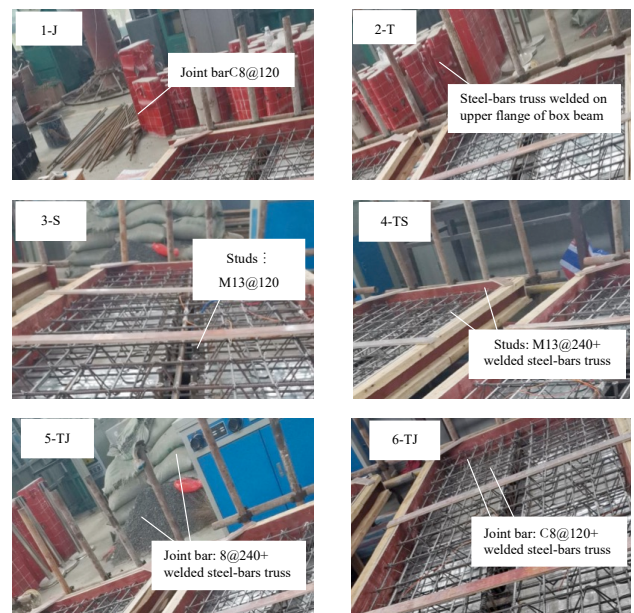 1-J
Joint barC8@120
2-T
Steel-bars truss welded on
upper flange of box beam
3-S
Studs：
M13@120
4-TS
Studs: M13@240+
welded steel-bars truss
5-TJ
Joint bar: 8@240+
welded steel-bars truss
6-TJ
Joint bar: C8@120+
welded steel-bars truss